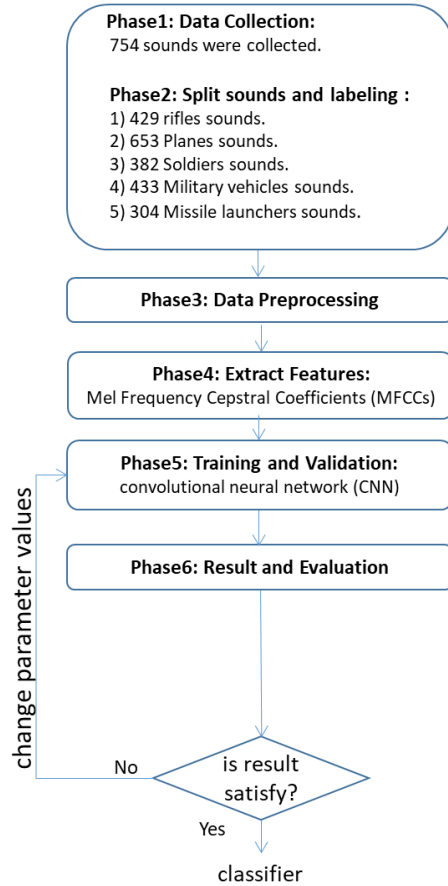 Phase1: Data Collection:
754 sounds were collected.
Phase2: Split sounds and labeling :
1) 429 rifles sounds.
2) 653 Planes sounds.
3) 382 Soldiers sounds.
4) 433 Military vehicles sounds.
5) 304 Missile launchers sounds.
Phase3: Data Preprocessing
Phase4: Extract Features:
Mel Frequency Cepstral Coefficients (MFCCs)
Phase5: Training and Validation:
convolutional neural network (CNN)
Phase6: Result and Evaluation
change parameter values
is result
satisfy?
No
Yes
classifier